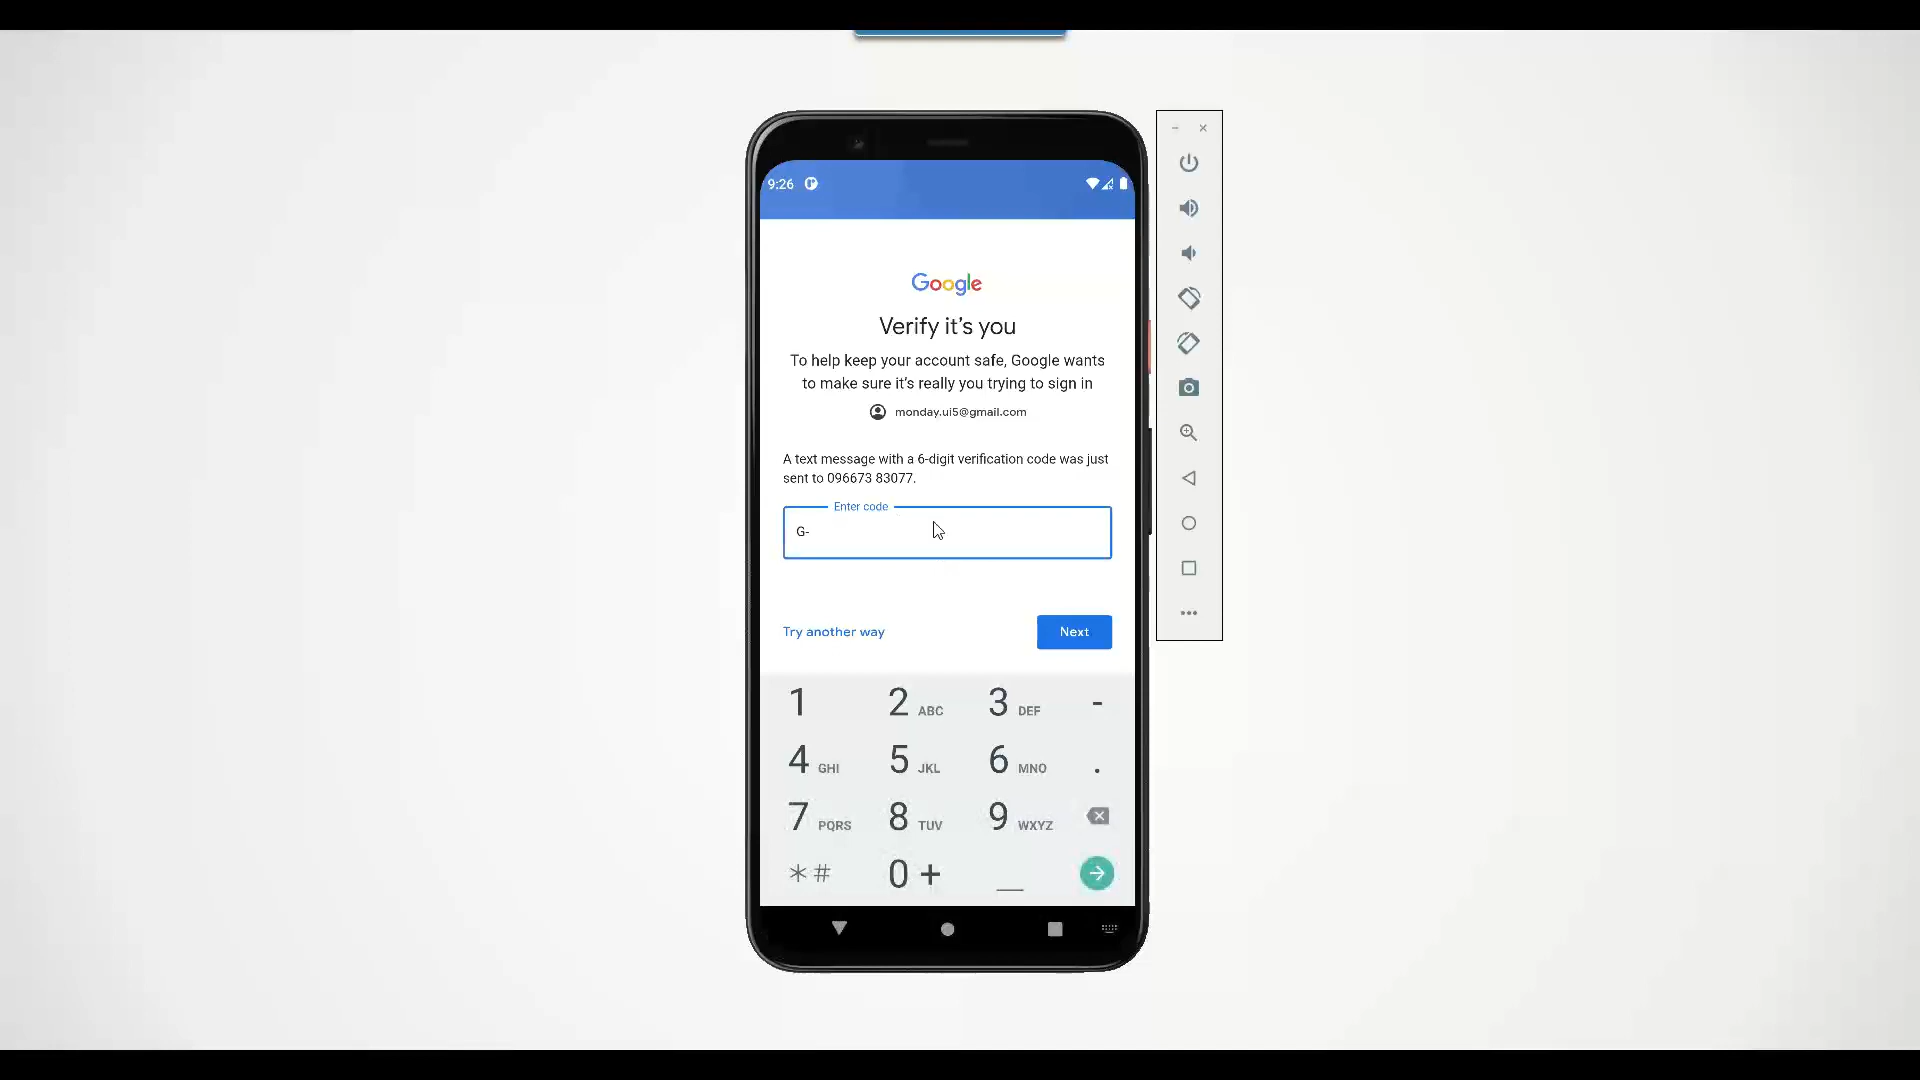 9:26
Google
Verify it's you
To help keep your account safe, Google wants
to make sure it's really you trying to sign in
monday.ui5@gmail.com
A text message with a 6-digit verification code was just
sent to 096673 83077.
Enter code
G-
Try another way
Next
1 2 ABC 3 DEF -
4 GHI 5 JKL 6 MNO .
7 PQRS 8 TUV 9 WXYZ
*# 0 +